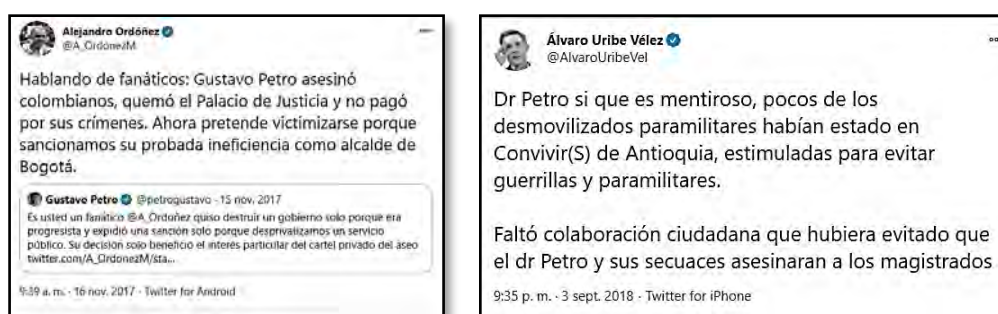 Alejandro Ordóñez
@A_OrdonezM
Hablando de fanáticos: Gustavo Petro asesinó
colombianos, quemó el Palacio de Justicia y no pagó
por sus crímenes. Ahora pretende victimizarse porque
sancionamos su probada ineficiencia como alcalde de
Bogotá.
Gustavo Petro @petrogustavo · 15 nov. 2017
Es usted un fanático @A_Ordoñez quiso destruir un gobierno solo porque era
progresista y expidió una sanción solo porque desprivatizamos un servicio
público. Su decisión solo benefició el interés particular del cartel privado del aseo
twitter.com/A_OrdonezM/sta...
9:39 a. m. · 16 nov. 2017 · Twitter for Android
Álvaro Uribe Vélez
@AlvaroUribeVel
Dr Petro si que es mentiroso, pocos de los
desmovilizados paramilitares habían estado en
Convivir(S) de Antioquia, estimuladas para evitar
guerrillas y paramilitares.
Faltó colaboración ciudadana que hubiera evitado que
el dr Petro y sus secuaces asesinaran a los magistrados
9:35 p. m. · 3 sept. 2018 · Twitter for iPhone